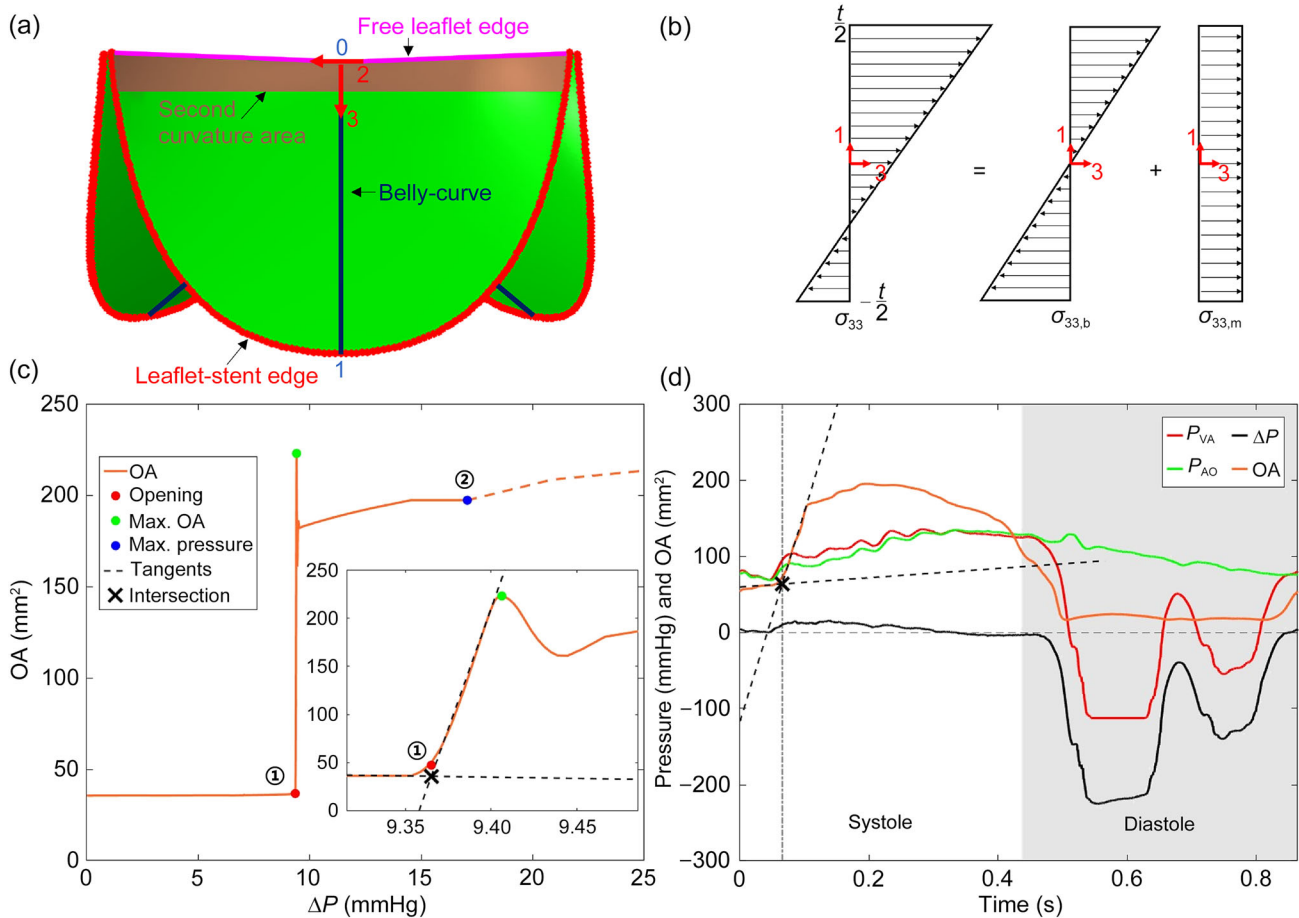 (a)
Free leaflet edge
0
2
3
Second
curvature area
Belly-curve
Leaflet-stent edge
1
(b)
t/2
1
3
=
1
3
+
1
3
−t/2
σ33
σ33,b
σ33,m
(c)
250
200
150
100
50
0
OA (mm²)
OA
Opening
Max. OA
Max. pressure
Tangents
Intersection
②
①
250
200
150
100
50
0
①
9.35
9.40
9.45
0
5
10
15
20
25
ΔP (mmHg)
(d)
300
200
100
0
−100
−200
−300
Pressure (mmHg) and OA (mm²)
PVA
ΔP
PAO
OA
Systole
Diastole
0
0.2
0.4
0.6
0.8
Time (s)